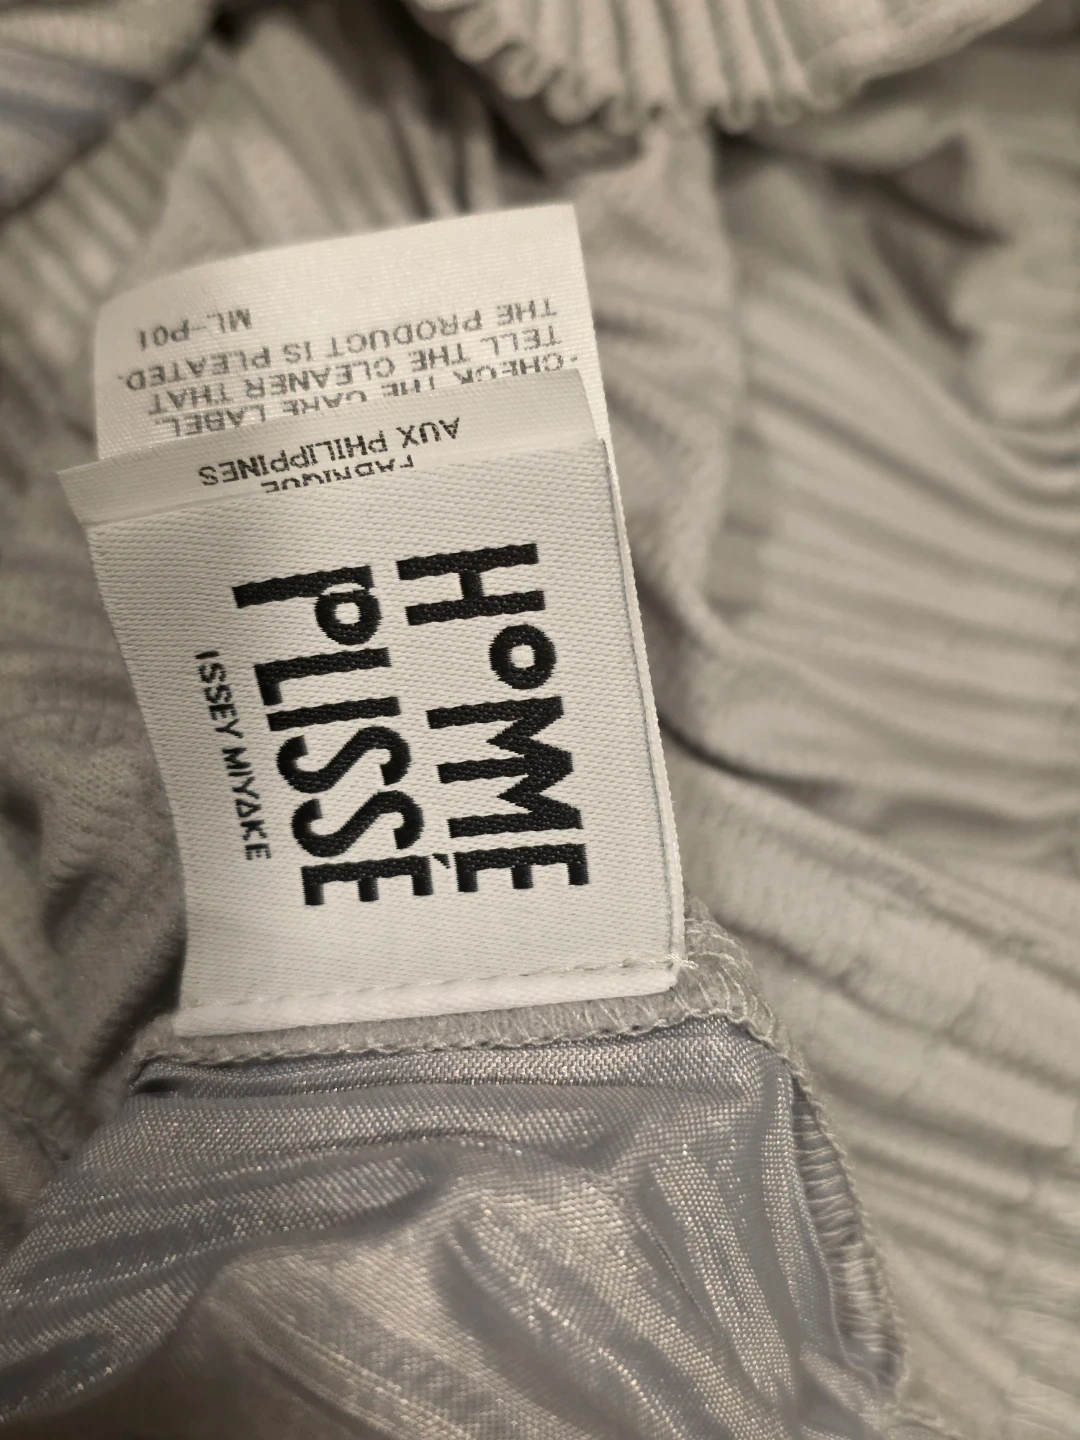 HOMME
PLISSÉ
ISSEY MIYAKE
FABRIQUÉ
AUX PHILIPPINES
·CHECK THE CARE LABEL.
TELL THE CLEANER THAT
THE PRODUCT IS PLEATED.
ML-P01